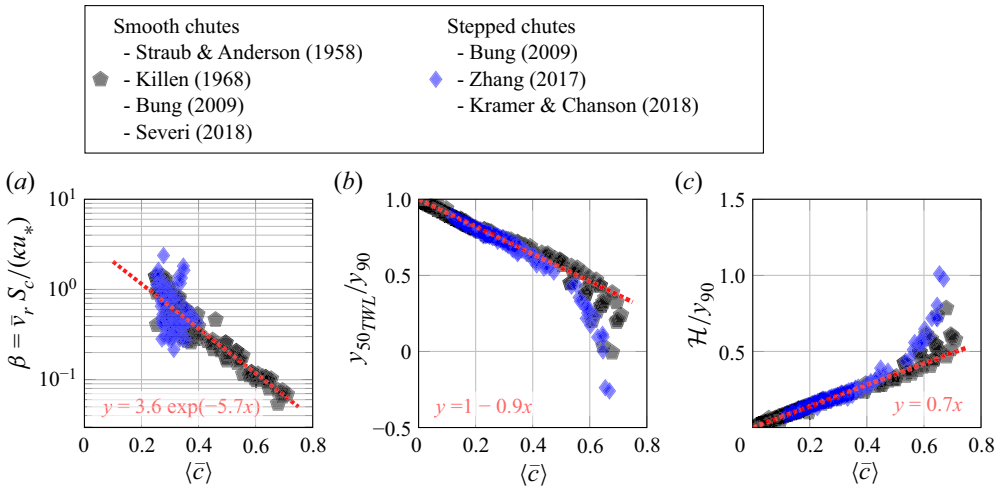 Smooth chutes
- Straub & Anderson (1958)
- Killen (1968)
- Bung (2009)
- Severi (2018)
Stepped chutes
- Bung (2009)
- Zhang (2017)
- Kramer & Chanson (2018)
(a)
β = v̄r Sc/(κu*)
10¹
10⁰
10⁻¹
y = 3.6 exp(−5.7x)
0 0.2 0.4 0.6 0.8
⟨c̄⟩
(b)
y50TWL/y90
1.0
0.5
0
−0.5
y =1 − 0.9x
0 0.2 0.4 0.6 0.8
⟨c̄⟩
(c)
ℋ/y90
1.5
1.0
0.5
y = 0.7x
0 0.2 0.4 0.6 0.8
⟨c̄⟩